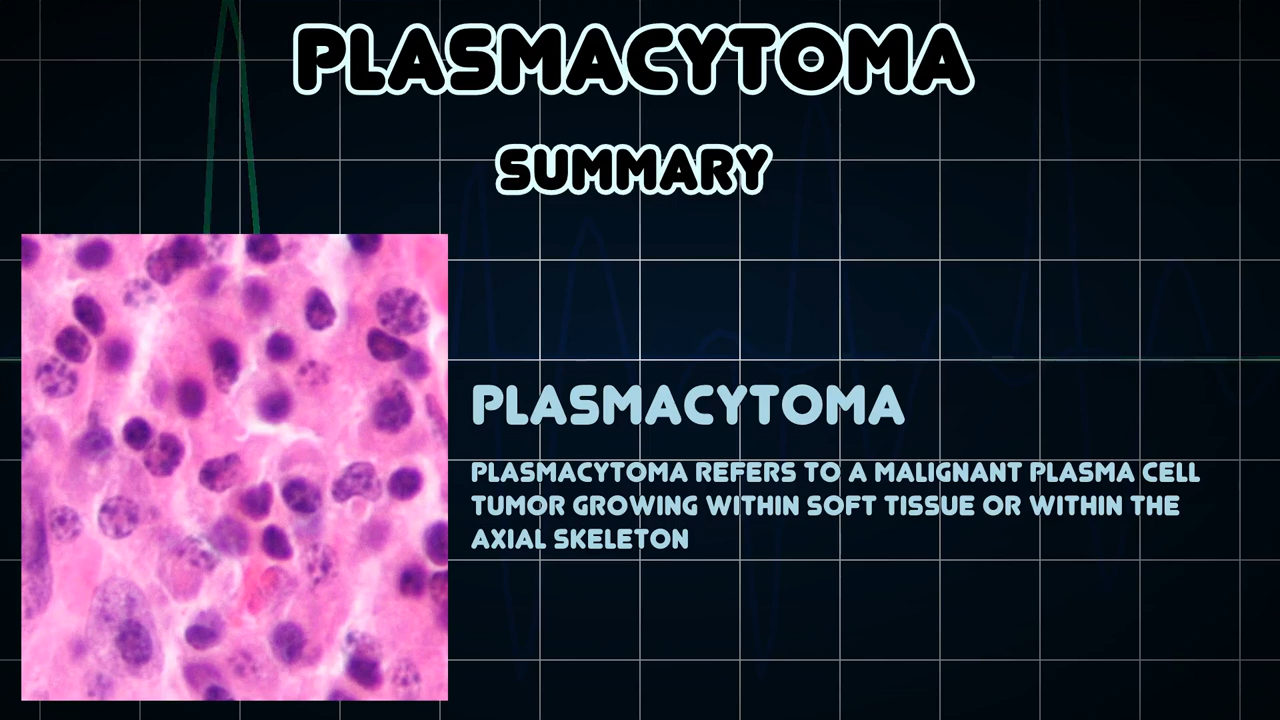 PLASMACYTOMA
SUMMARY
PLASMACYTOMA
PLASMACYTOMA REFERS TO A MALIGNANT PLASMA CELL
TUMOR GROWING WITHIN SOFT TISSUE OR WITHIN THE
AXIAL SKELETON